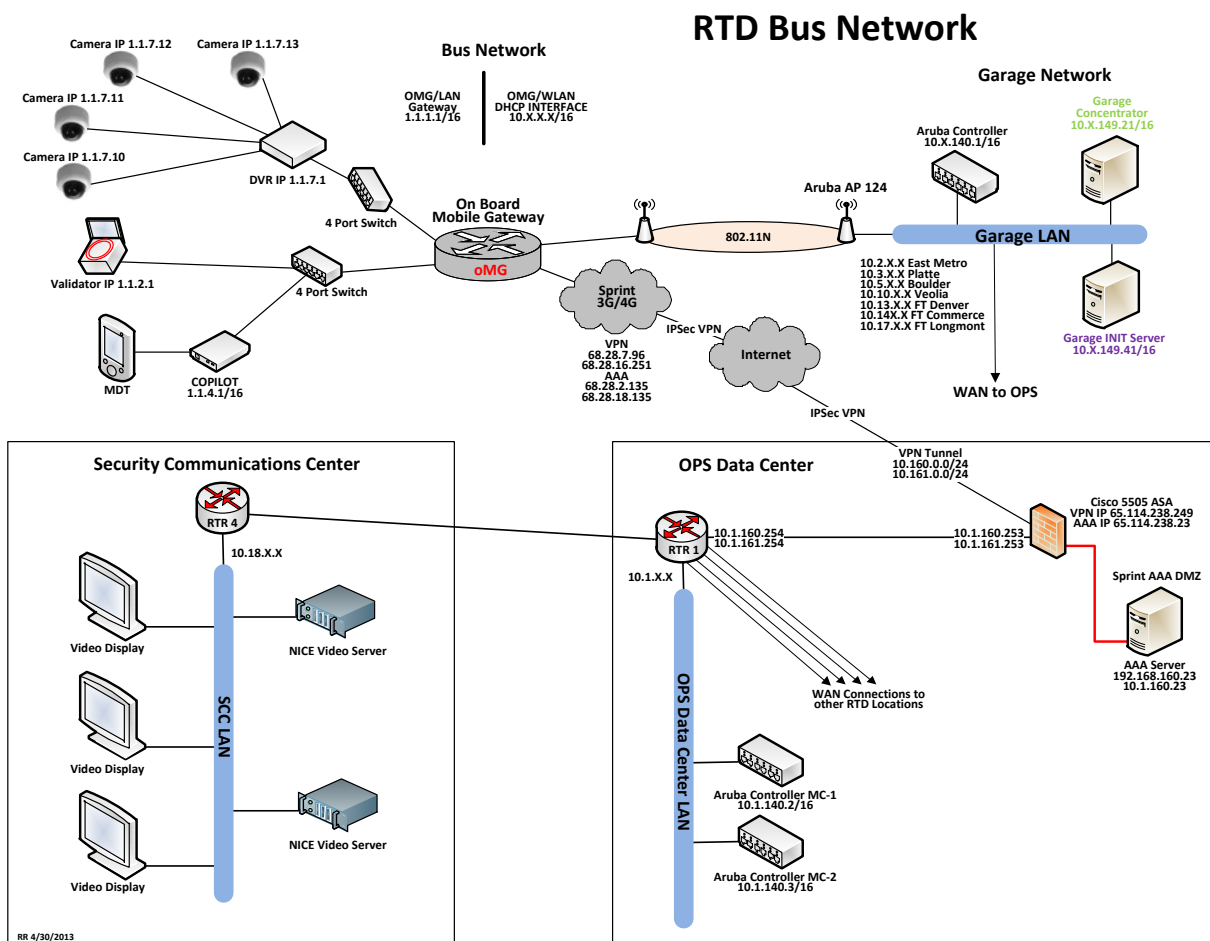 RTD Bus Network
Camera IP 1.1.7.12
Camera IP 1.1.7.13
Camera IP 1.1.7.11
Camera IP 1.1.7.10
DVR IP 1.1.7.1
4 Port Switch
Bus Network
OMG/LAN
Gateway
1.1.1.1/16
OMG/WLAN
DHCP INTERFACE
10.X.X.X/16
On Board
Mobile Gateway
oMG
Validator IP 1.1.2.1
4 Port Switch
MDT
COPILOT
1.1.4.1/16
802.11N
Aruba AP 124
Garage Network
Aruba Controller
10.X.140.1/16
Garage
Concentrator
10.X.149.21/16
Garage LAN
10.2.X.X East Metro
10.3.X.X Platte
10.5.X.X Boulder
10.10.X.X Veolia
10.13.X.X FT Denver
10.14X.X FT Commerce
10.17.X.X FT Longmont
Garage INIT Server
10.X.149.41/16
WAN to OPS
Sprint
3G/4G
IPSec VPN
VPN
68.28.7.96
68.28.16.251
AAA
68.28.2.135
68.28.18.135
Internet
IPSec VPN
Security Communications Center
RTR 4
10.18.X.X
SCC LAN
Video Display
Video Display
Video Display
NICE Video Server
NICE Video Server
RR 4/30/2013
OPS Data Center
VPN Tunnel
10.160.0.0/24
10.161.0.0/24
Cisco 5505 ASA
VPN IP 65.114.238.249
AAA IP 65.114.238.23
RTR 1
10.1.160.254
10.1.161.254
10.1.160.253
10.1.161.253
10.1.X.X
Sprint AAA DMZ
AAA Server
192.168.160.23
10.1.160.23
WAN Connections to
other RTD Locations
OPS Data Center LAN
Aruba Controller MC-1
10.1.140.2/16
Aruba Controller MC-2
10.1.140.3/16